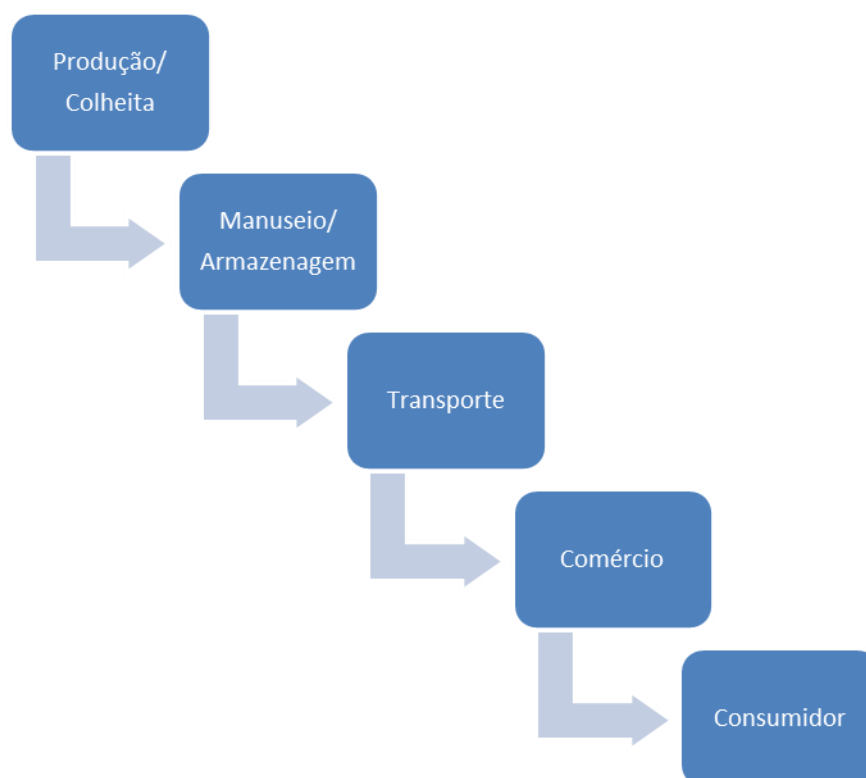 Produção/
Colheita
Manuseio/
Armazenagem
Transporte
Comércio
Consumidor